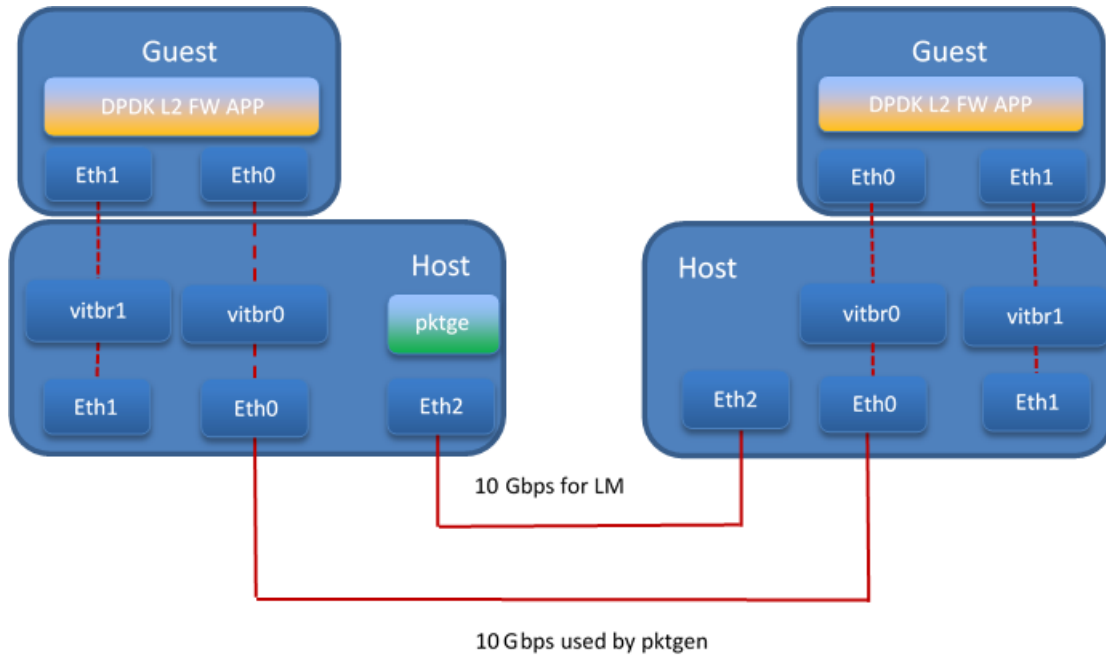 Guest
DPDK L2 FW APP
Eth1
Eth0
Host
vitbr1
vitbr0
pktge
Eth1
Eth0
Eth2
Guest
DPDK L2 FW APP
Eth0
Eth1
Host
vitbr0
vitbr1
Eth2
Eth0
Eth1
10 Gbps for LM
10 Gbps used by pktgen